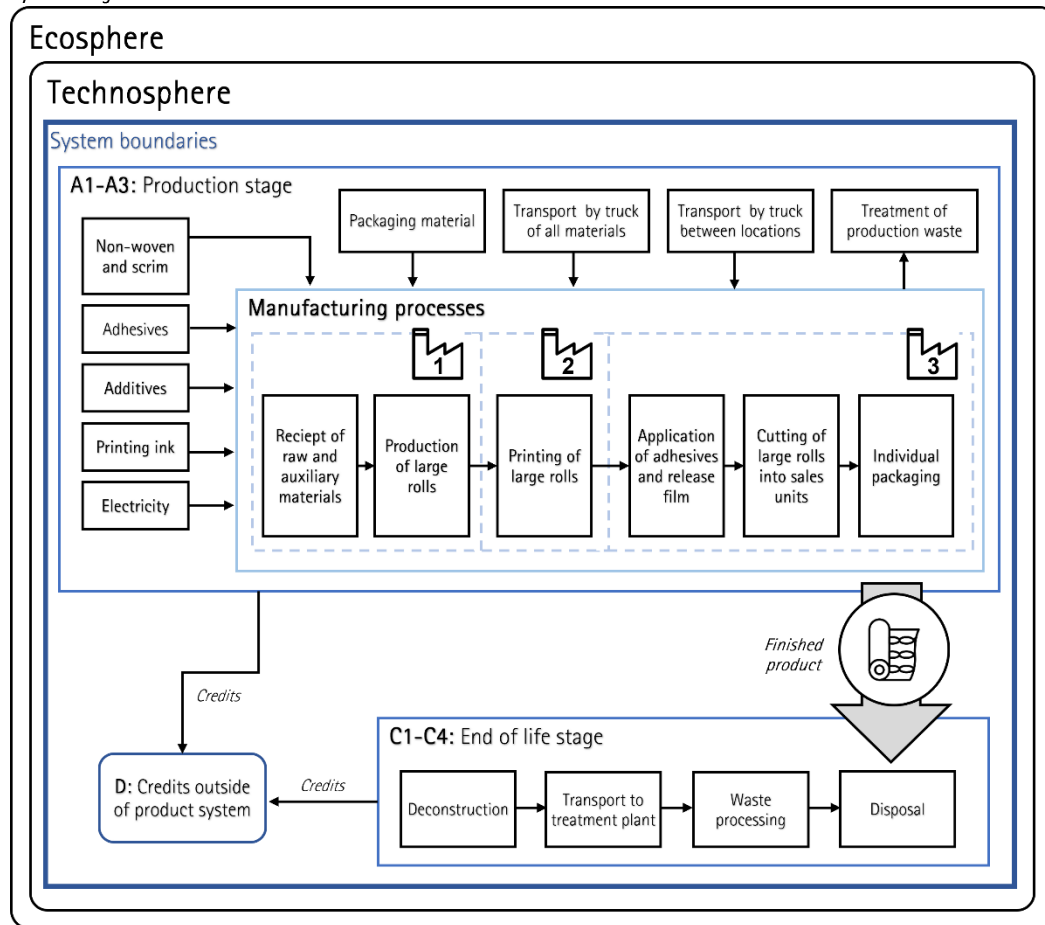 Ecosphere
Technosphere
System boundaries
A1-A3: Production stage
Non-woven
and scrim
Packaging material
Transport by truck
of all materials
Transport by truck
between locations
Treatment of
production waste
Adhesives
Additives
Printing ink
Electricity
Manufacturing processes
1
2
3
Reciept of
raw and
auxiliary
materials
Production
of large
rolls
Printing of
large rolls
Application
of adhesives
and release
film
Cutting of
large rolls
into sales
units
Individual
packaging
Finished
product
Credits
C1-C4: End of life stage
D: Credits outside
of product system
Credits
Deconstruction
Transport to
treatment plant
Waste
processing
Disposal